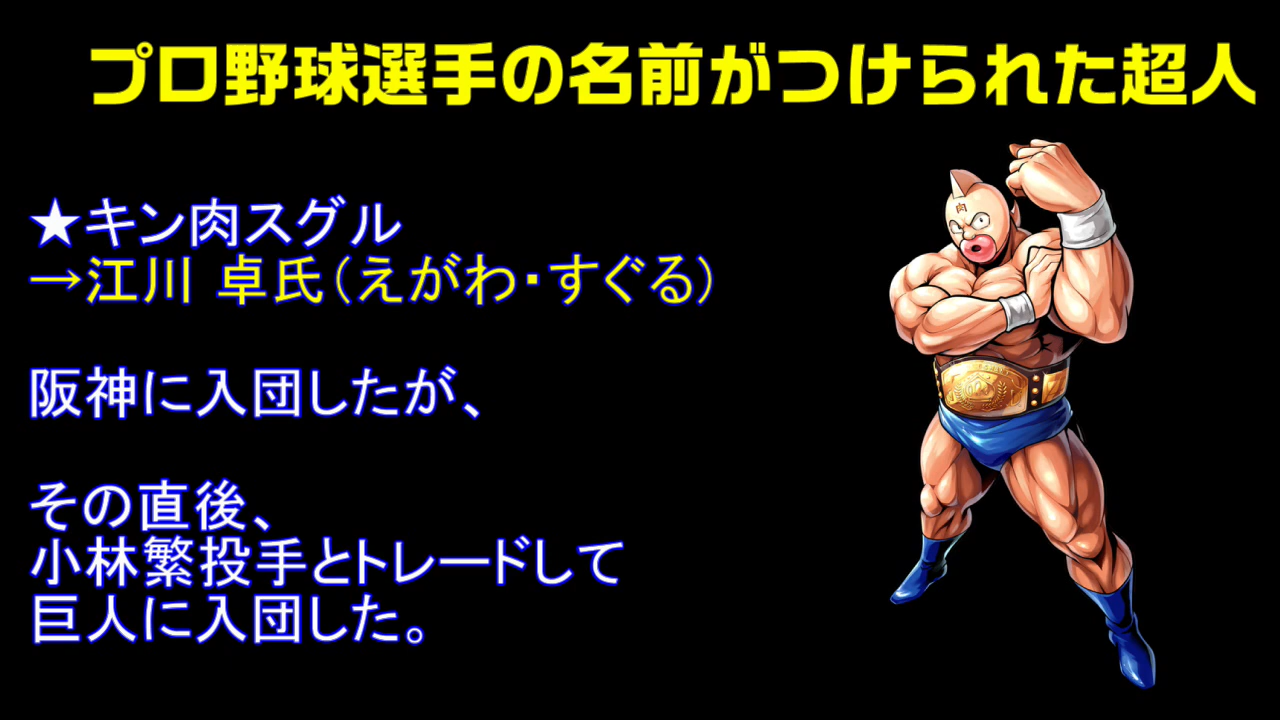 プロ野球選手の名前がつけられた超人
★キン肉スグル
→江川 卓氏(えがわ・すぐる)
阪神に入団したが、
その直後、
小林繁投手とトレードして
巨人に入団した。
肉